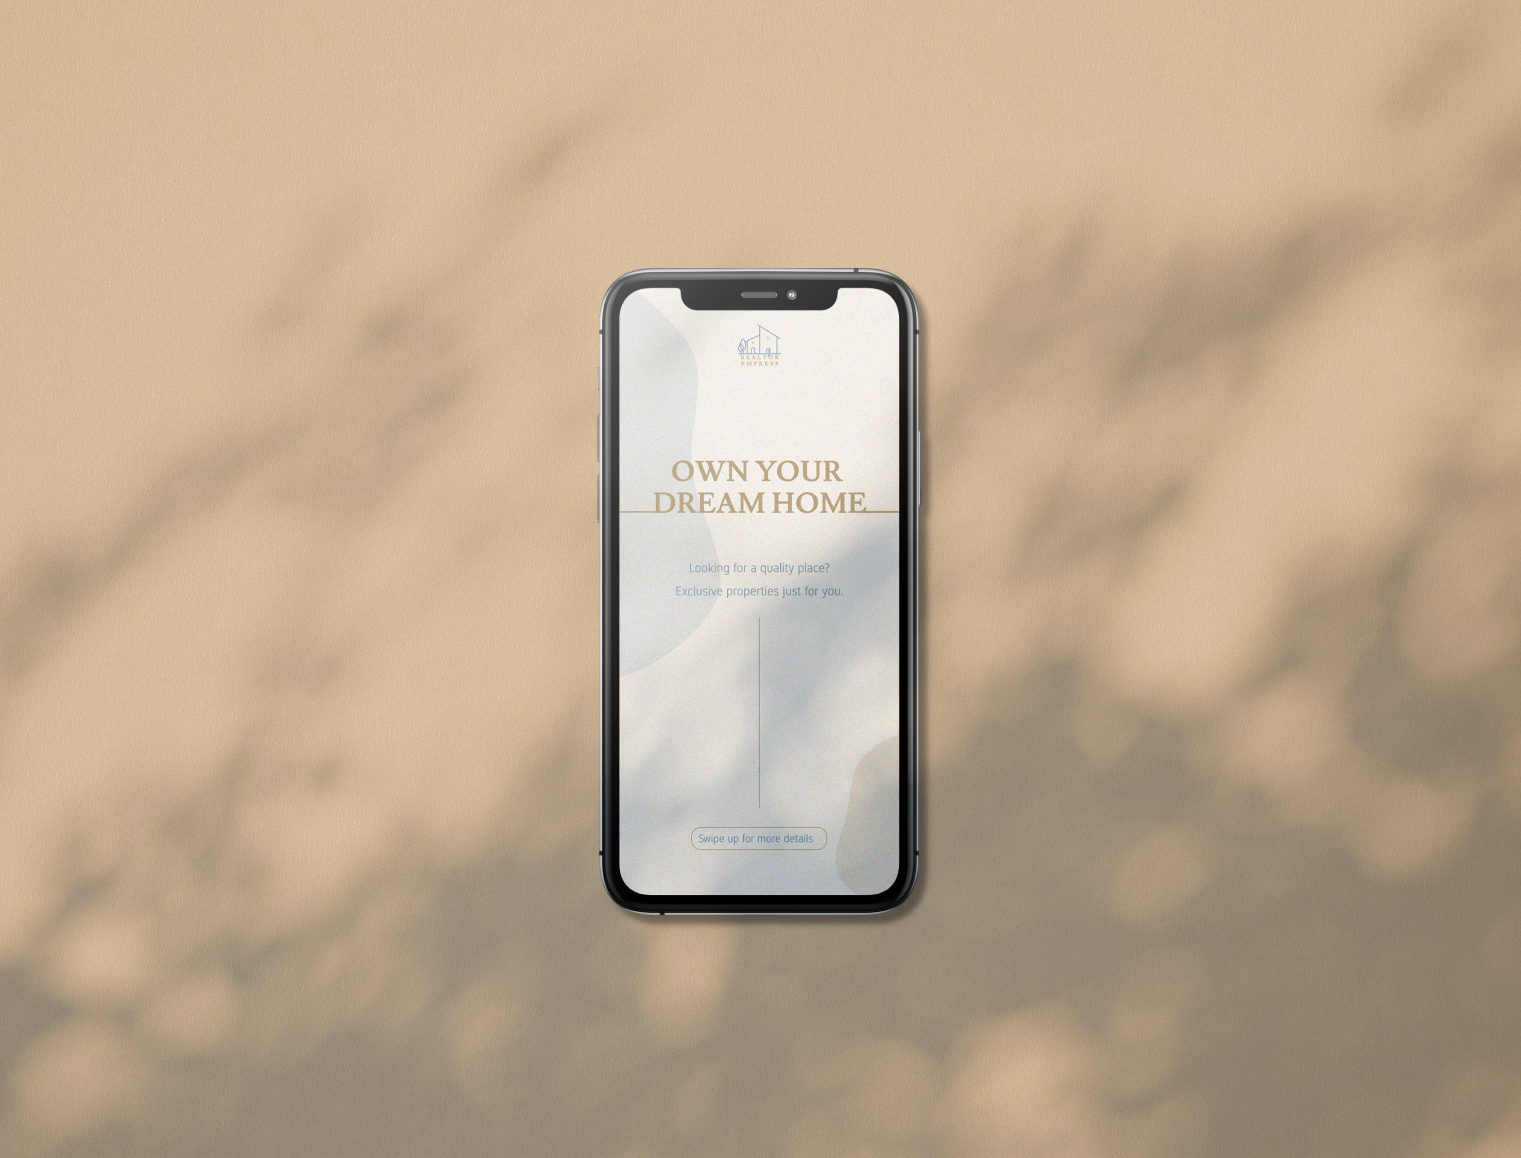 REALTOR
EMPRESS
OWN YOUR
DREAM HOME
Looking for a quality place?
Exclusive properties just for you.
Swipe up for more details